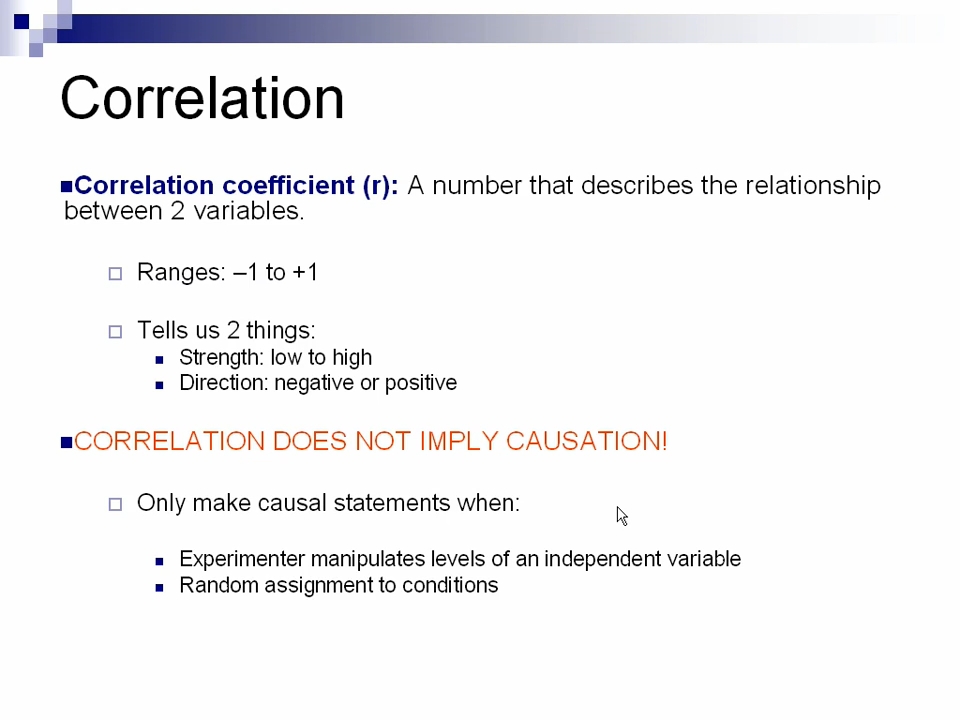 Correlation
Correlation coefficient (r): A number that describes the relationship
between 2 variables.
Ranges: –1 to +1
Tells us 2 things:
Strength: low to high
Direction: negative or positive
CORRELATION DOES NOT IMPLY CAUSATION!
Only make causal statements when:
Experimenter manipulates levels of an independent variable
Random assignment to conditions